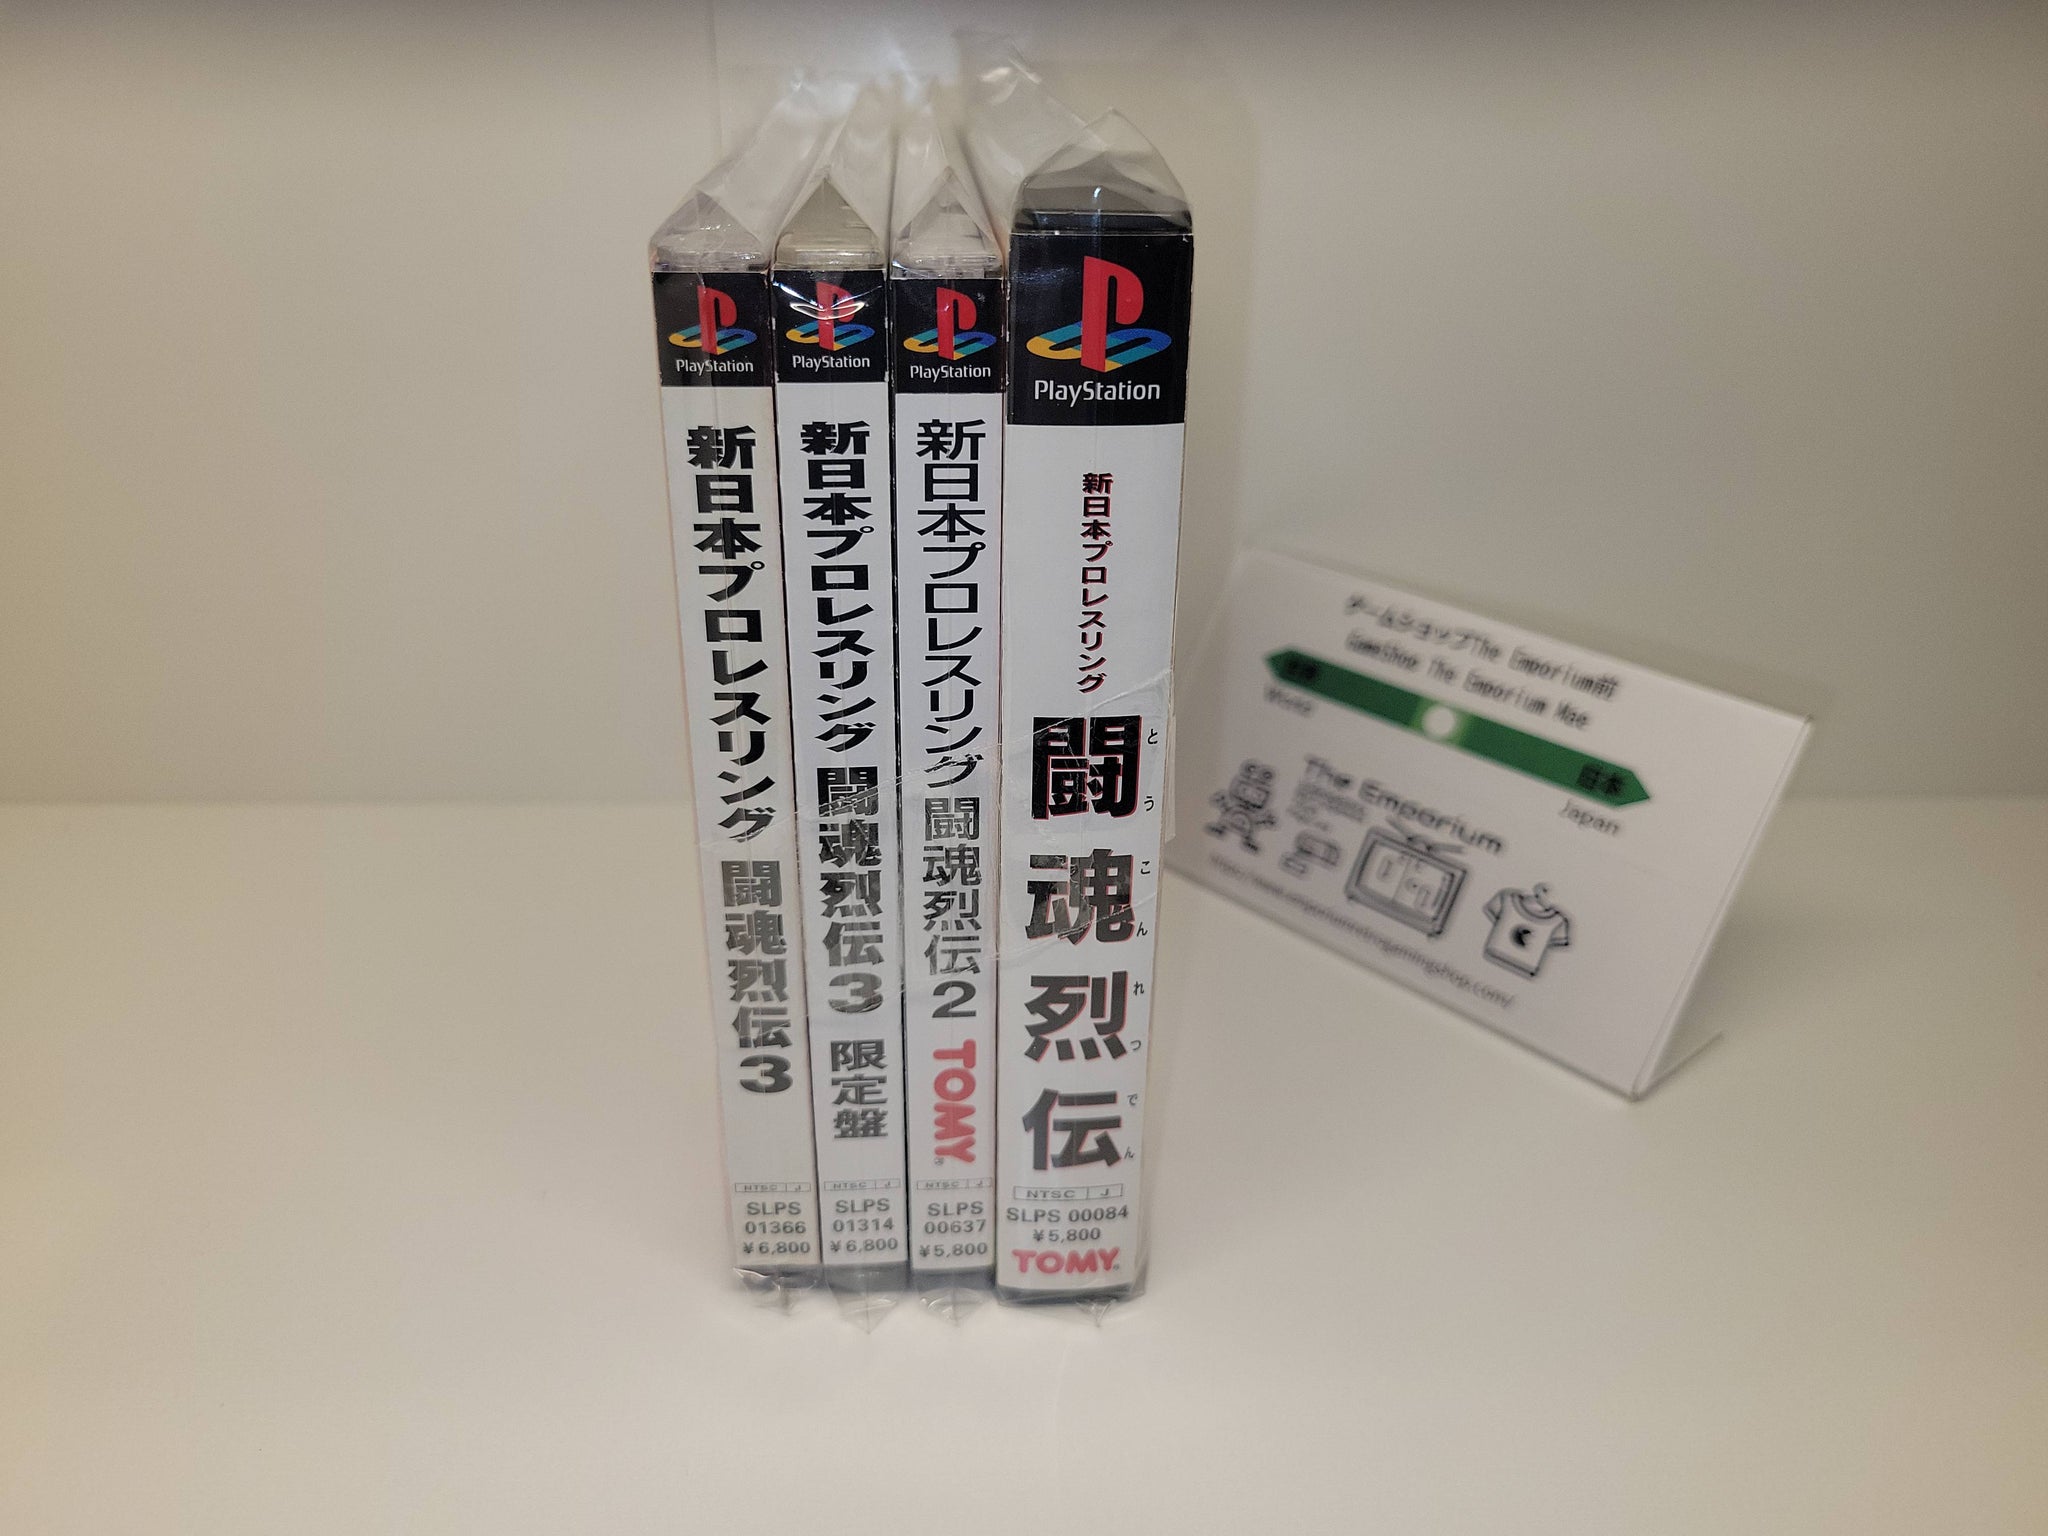 PlayStation
新日本プロレスリング 闘魂烈伝3
NTSC J
SLPS
01366
¥6,800
PlayStation
新日本プロレスリング 闘魂烈伝3 限定盤
NTSC J
SLPS
01314
¥6,800
PlayStation
新日本プロレスリング 闘魂烈伝2 TOMY®
NTSC J
SLPS
00637
¥5,800
PlayStation
新日本プロレスリング
闘魂烈伝
とうこんれつでん
NTSC J
SLPS 00084
¥5,800
TOMY®
ゲームショップThe Emporium前
GameShop The Emporium Mae
世界
World
日本
Japan
The Emporium